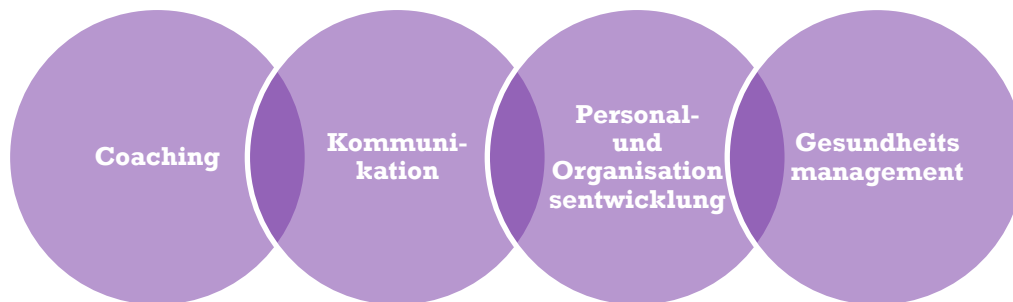 Coaching
Kommuni-
kation
Personal-
und
Organisation
sentwicklung
Gesundheits
management